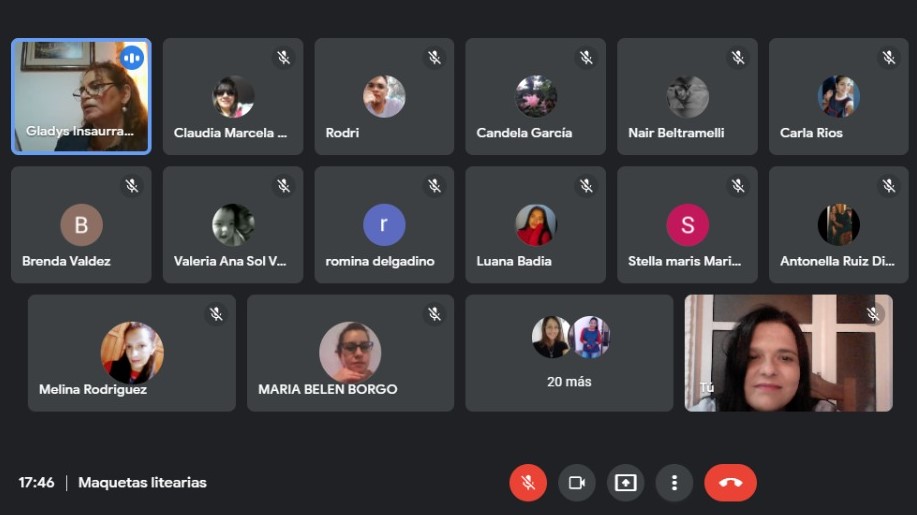 Gladys Insaurra...
Claudia Marcela ...
Rodri
Candela García
Nair Beltramelli
Carla Rios
B
Brenda Valdez
Valeria Ana Sol V...
r
romina delgadino
Luana Badia
S
Stella maris Mari...
Antonella Ruiz Di...
Melina Rodriguez
MARIA BELEN BORGO
20 más
Tú
17:46 | Maquetas litearias